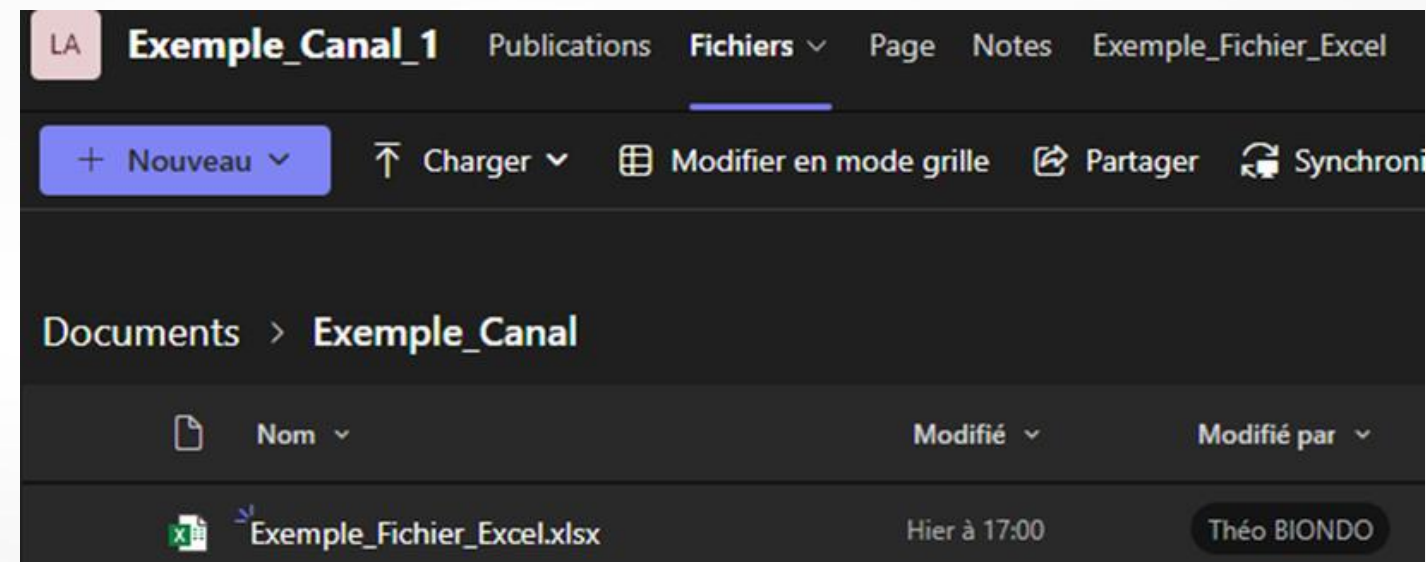 LA Exemple_Canal_1 Publications Fichiers Page Notes Exemple_Fichier_Excel
+ Nouveau Charger Modifier en mode grille Partager Synchroni
Documents > Exemple_Canal
Nom Modifié Modifié par
Exemple_Fichier_Excel.xlsx Hier à 17:00 Théo BIONDO